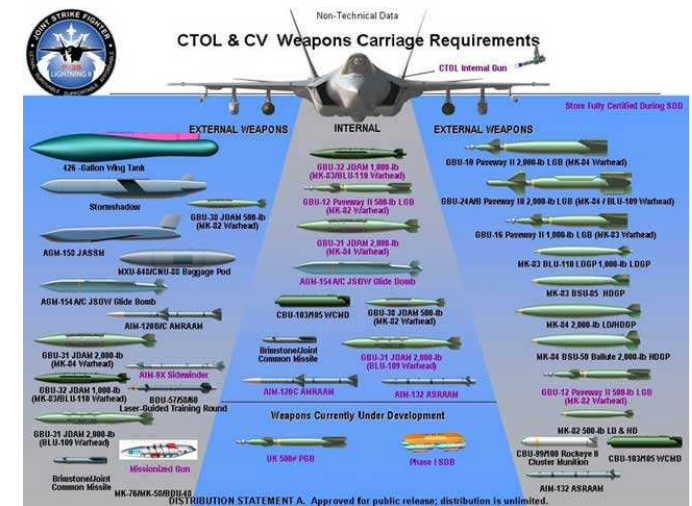 Non-Technical Data
JOINT STRIKE FIGHTER
F-35
LIGHTNING II
CTOL & CV Weapons Carriage Requirements
CTOL Internal Gun
Store Fully Certified During SDD
EXTERNAL WEAPONS
INTERNAL
EXTERNAL WEAPONS
426 -Gallon Wing Tank
Stormshadow
GBU-38 JDAM 500-lb
(MK-82 Warhead)
AGM-158 JASSM
MXU-648/CNU-88 Baggage Pod
AGM-154 A/C JSOW Glide Bomb
AIM-120B/C AMRAAM
GBU-31 JDAM 2,000-lb
(MK-84 Warhead)
AIM-9X Sidewinder
GBU-32 JDAM 1,000-lb
(MK-83/BLU-110 Warhead)
BDU-57/58/60
Laser-Guided Training Round
GBU-31 JDAM 2,000-lb
(BLU-109 Warhead)
Missionized Gun
Brimstone/Joint
Common Missile
MK-76/MK-58/BDU-48
GBU-32 JDAM 1,000-lb
(MK-83/BLU-110 Warhead)
GBU-12 Paveway II 500-lb LGB
(MK-82 Warhead)
GBU-31 JDAM 2,000-lb
(MK-84 Warhead)
AGM-154 A/C JSOW Glide Bomb
CBU-103/105 WCMD
GBU-38 JDAM 500-lb
(MK-82 Warhead)
Brimstone/Joint
Common Missile
GBU-31 JDAM 2,000-lb
(BLU-109 Warhead)
AIM-120C AMRAAM
AIM-132 ASRAAM
Weapons Currently Under Development
UK 500# PGB
Phase I SDB
GBU-10 Paveway II 2,000-lb LGB (MK-84 Warhead)
GBU-24A/B Paveway III 2,000-lb LGB (MK-84 / BLU-109 Warhead)
GBU-16 Paveway II 1,000-lb LGB (MK-83 Warhead)
MK-83 BLU-110 LDGP 1,000-lb LDGP
MK-83 BSU-85 HDGP
MK-84 2,000-lb LD/HDGP
MK-84 BSU-50 Ballute 2,000-lb HDGP
GBU-12 Paveway II 500-lb LGB
(MK-82 Warhead)
MK-82 500-lb LD & HD
CBU-99/100 Rockeye II
Cluster Munition
CBU-103/105 WCMD
AIM-132 ASRAAM
DISTRIBUTION STATEMENT A. Approved for public release; distribution is unlimited.